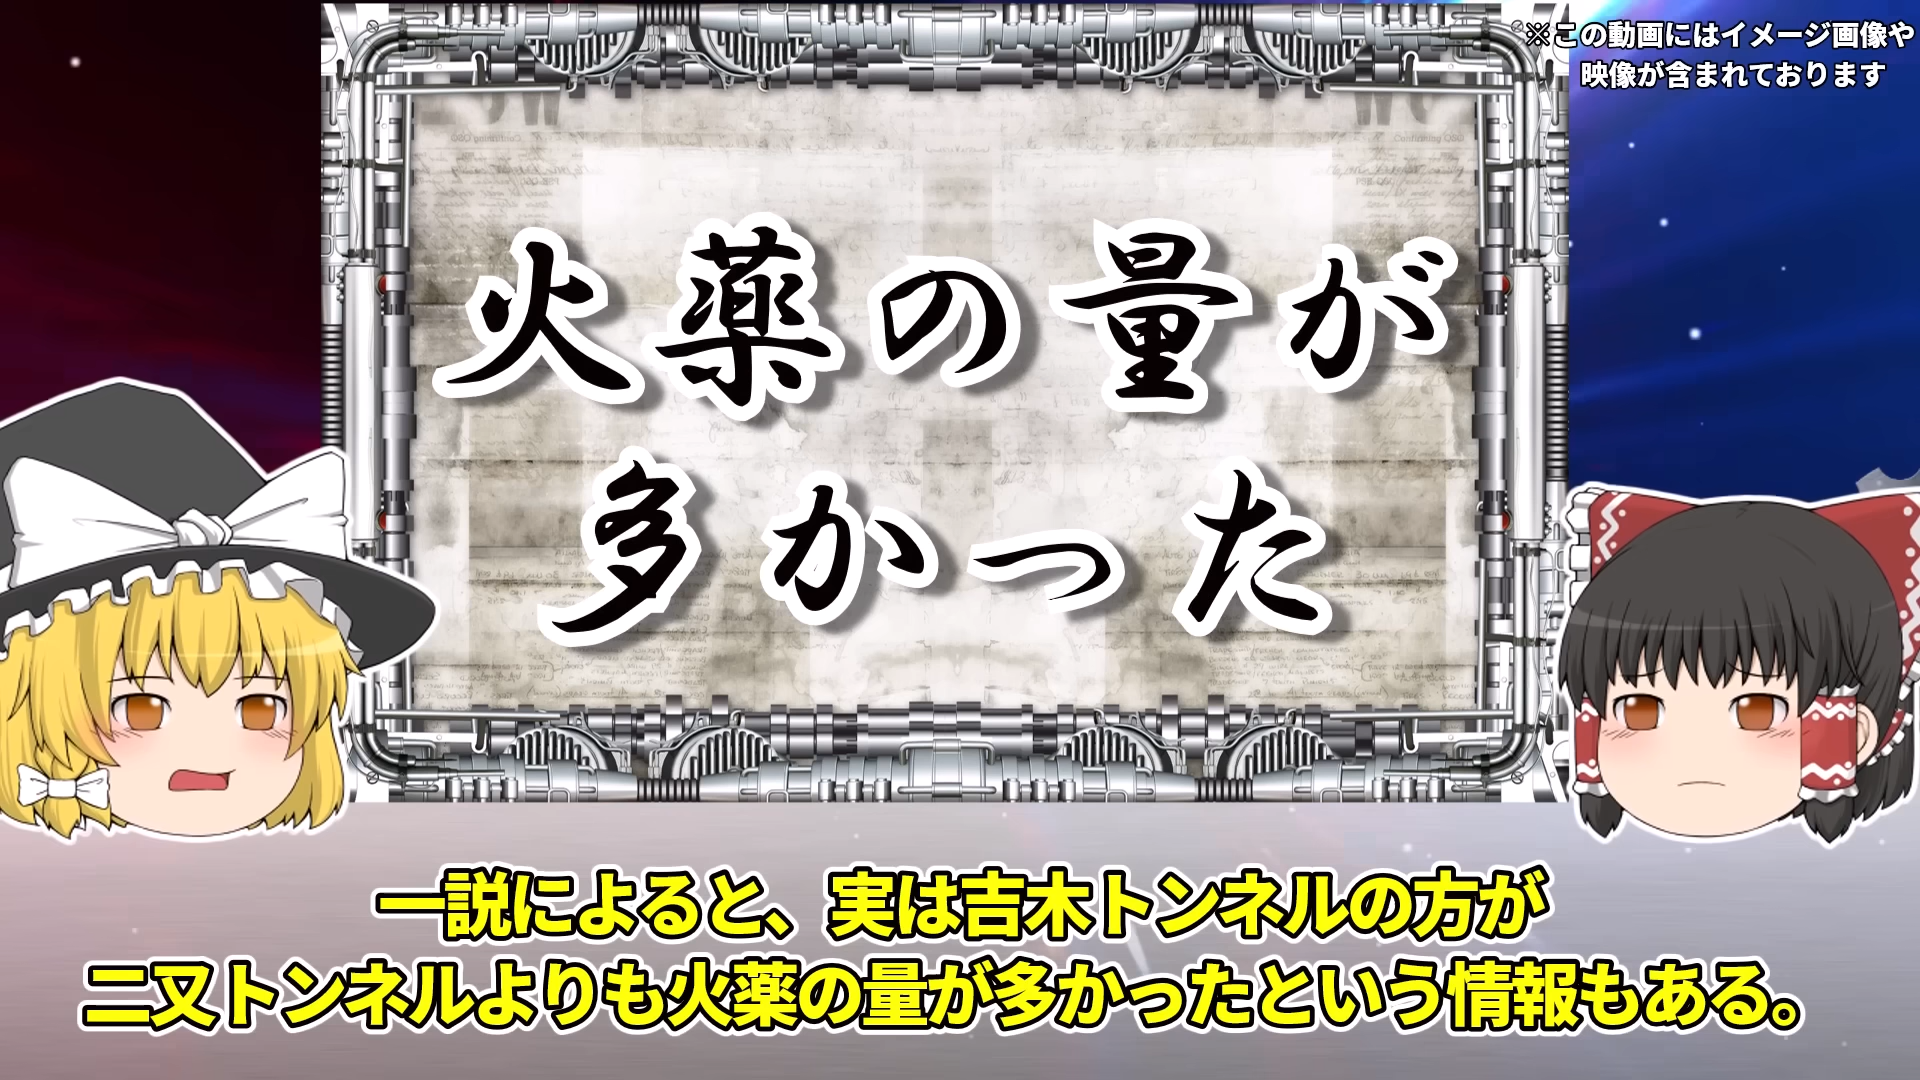 ※この動画にはイメージ画像や
映像が含まれております
火薬の量が
多かった
一説によると、実は吉木トンネルの方が
二又トンネルよりも火薬の量が多かったという情報もある。